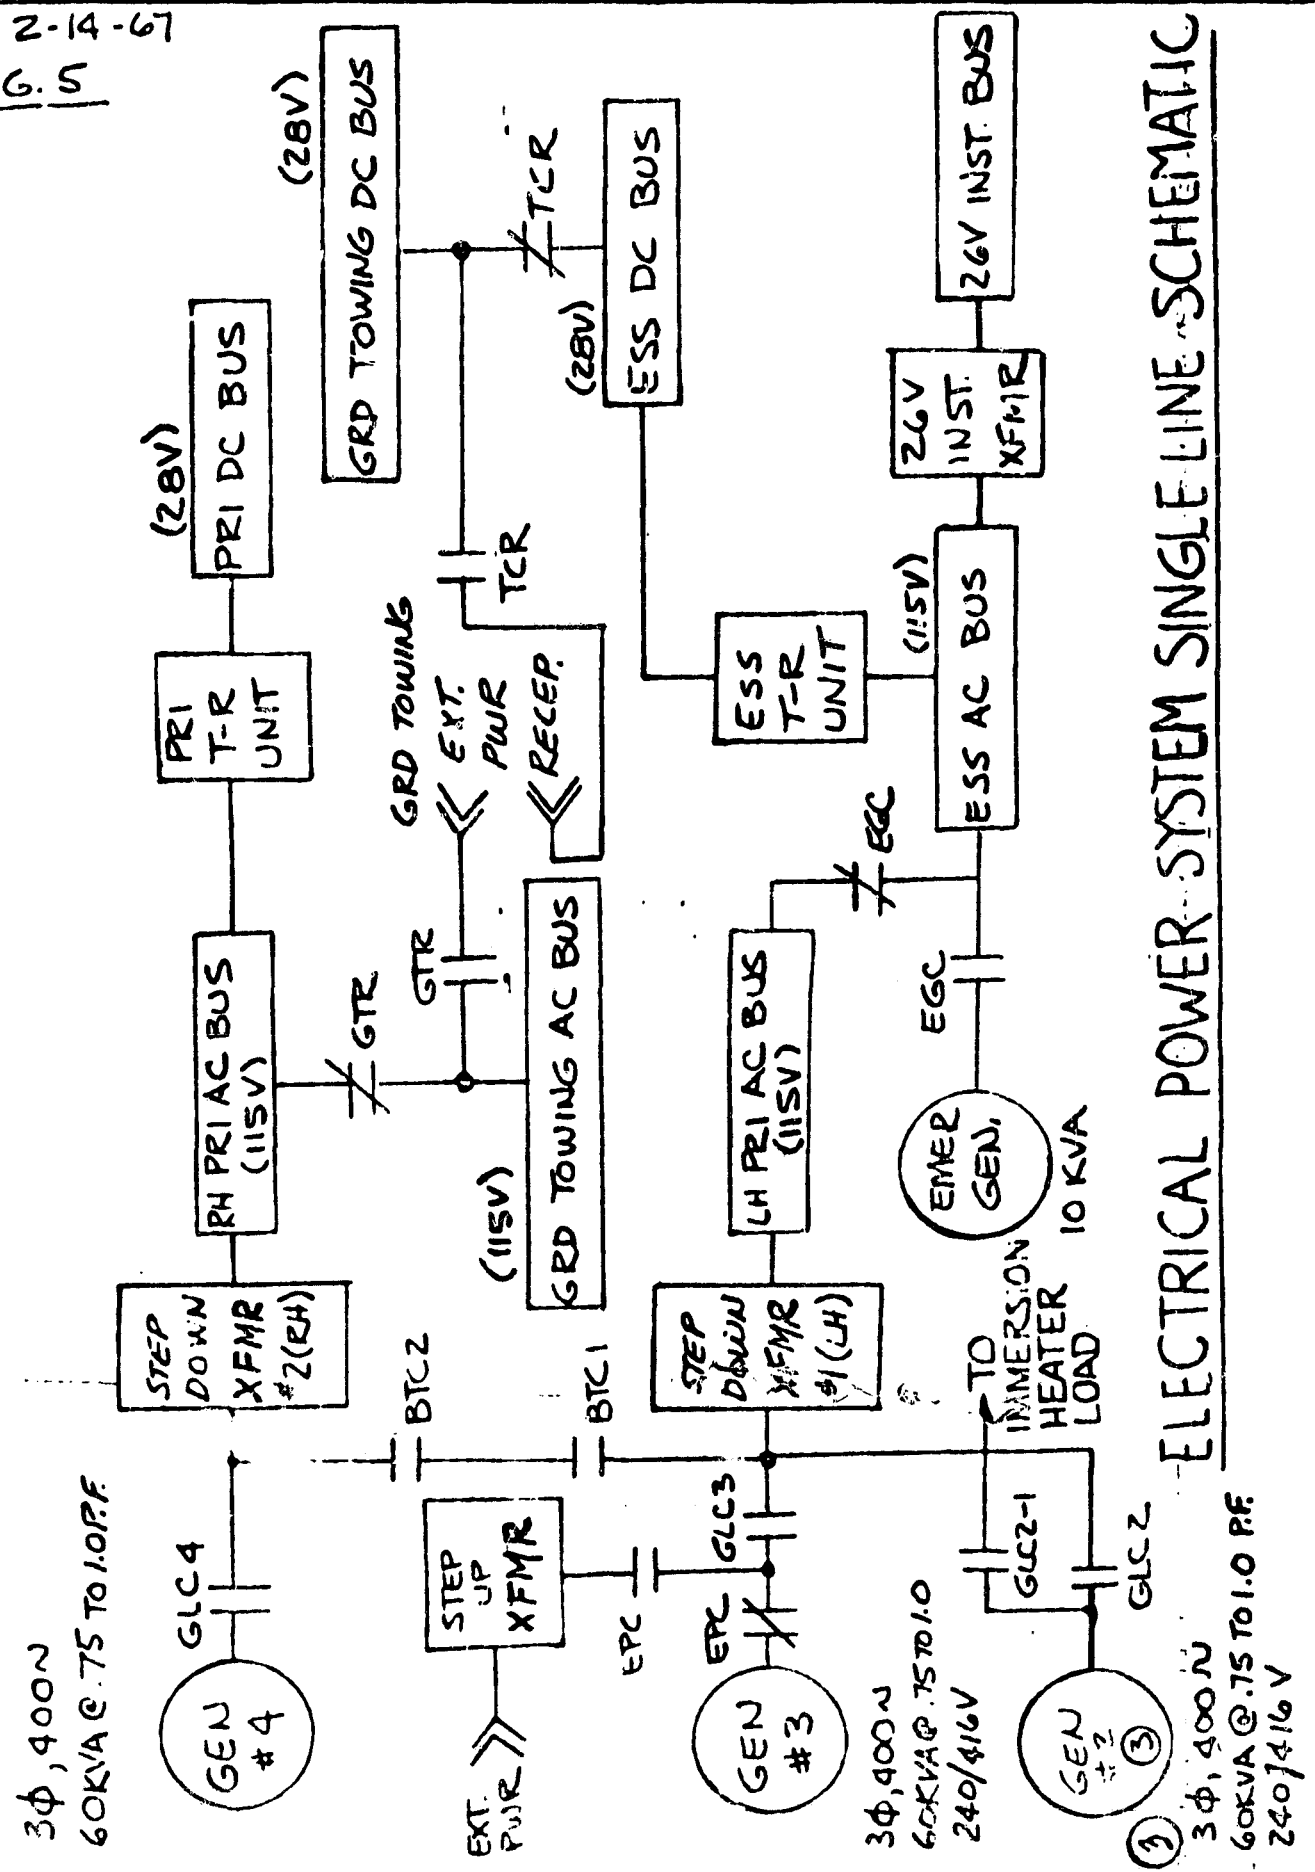 2-14-67
G. 5
3φ, 400~
60KVA @ .75 TO 1.0 P.F.
GEN
#4
GLC4
STEP
DOWN
XFMR
#2(RH)
RH PRI AC BUS
(115V)
PRI
T-R
UNIT
(28V)
PRI DC BUS
GTR
GTR
GRD TOWING
EXT.
PWR
RECEP.
TCR
(28V)
GRD TOWING DC BUS
TCR
(115V)
GRD TOWING AC BUS
EXT.
PWR
STEP
UP
XFMR
BTC2
BTC1
EPC
EPC
GEN
#3
3φ, 400~
60KVA @ .75 TO 1.0
240/416V
GLC3
STEP
DOWN
XFMR
#1(LH)
LH PRI AC BUS
(115V)
EGC
ESS
T-R
UNIT
(28V)
ESS DC BUS
GEN
3
3
3φ, 400~
60KVA @ .75 TO 1.0 P.F.
240/416V
GLC2-1
GLC2
TO
IMMERSION
HEATER
LOAD
EMER
GEN.
10 KVA
EGC
(115V)
ESS AC BUS
26V
INST.
XFMR
26V INST. BUS
ELECTRICAL POWER SYSTEM SINGLE LINE SCHEMATIC